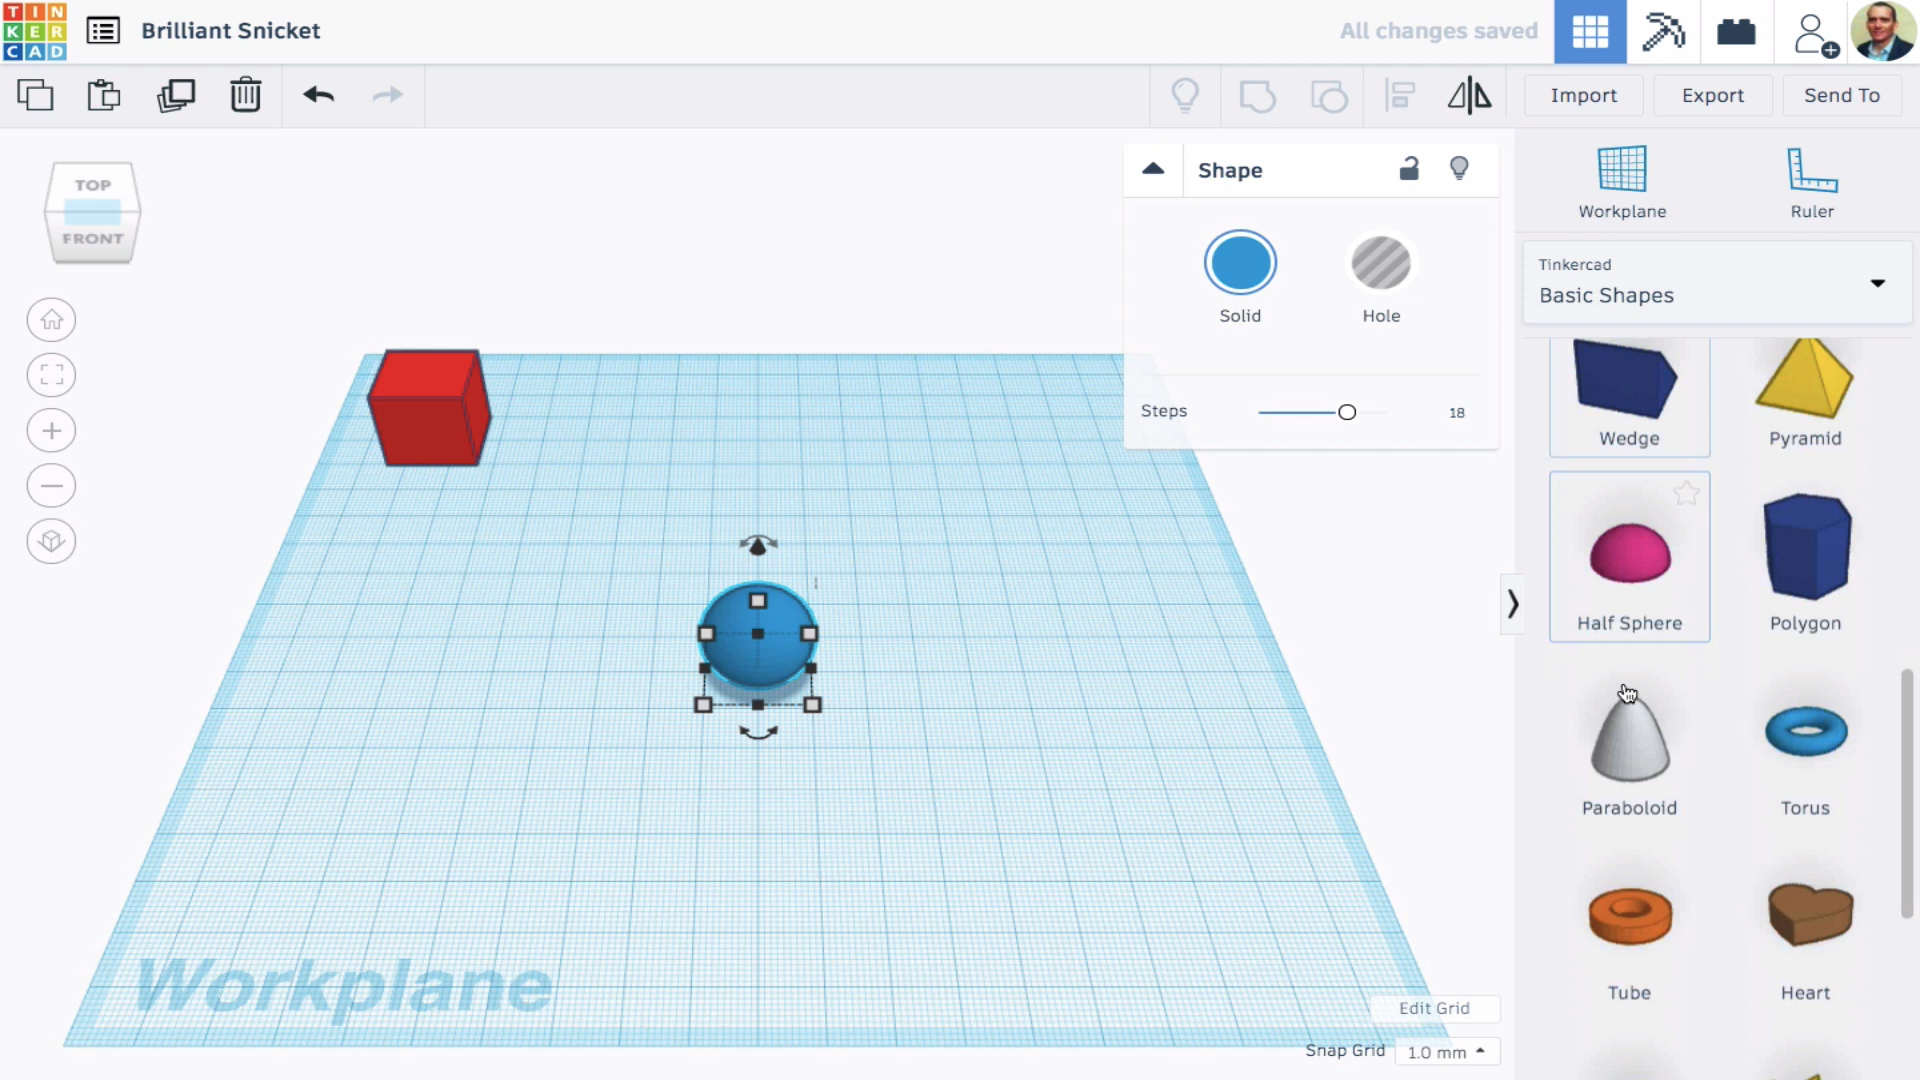 TIN
KER
CAD
Brilliant Snicket
All changes saved
Import
Export
Send To
TOP
FRONT
Shape
Solid
Hole
Steps
18
Workplane
Ruler
Tinkercad
Basic Shapes
Wedge
Pyramid
Half Sphere
Polygon
Paraboloid
Torus
Tube
Heart
Workplane
Edit Grid
Snap Grid
1.0 mm